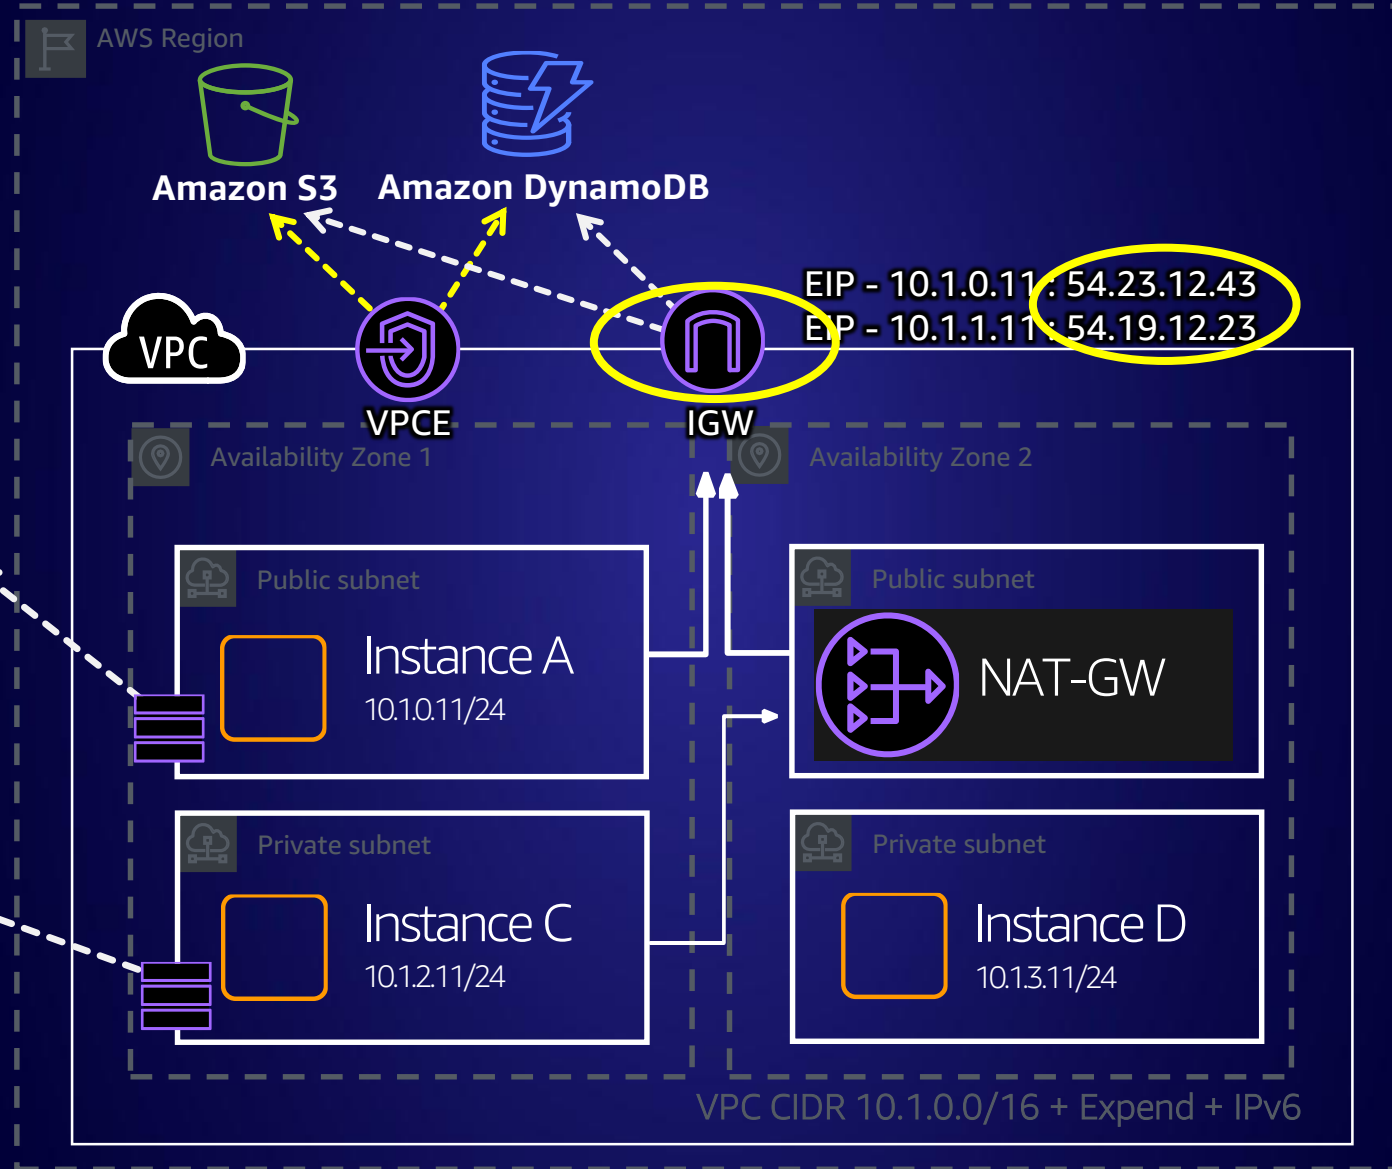 AWS Region
Amazon S3
Amazon DynamoDB
EIP - 10.1.0.11 : 54.23.12.43
EIP - 10.1.1.11 : 54.19.12.23
VPC
VPCE
IGW
Availability Zone 1
Availability Zone 2
Public subnet
Instance A
10.1.0.11/24
Public subnet
NAT-GW
Private subnet
Instance C
10.1.2.11/24
Private subnet
Instance D
10.1.3.11/24
VPC CIDR 10.1.0.0/16 + Expend + IPv6